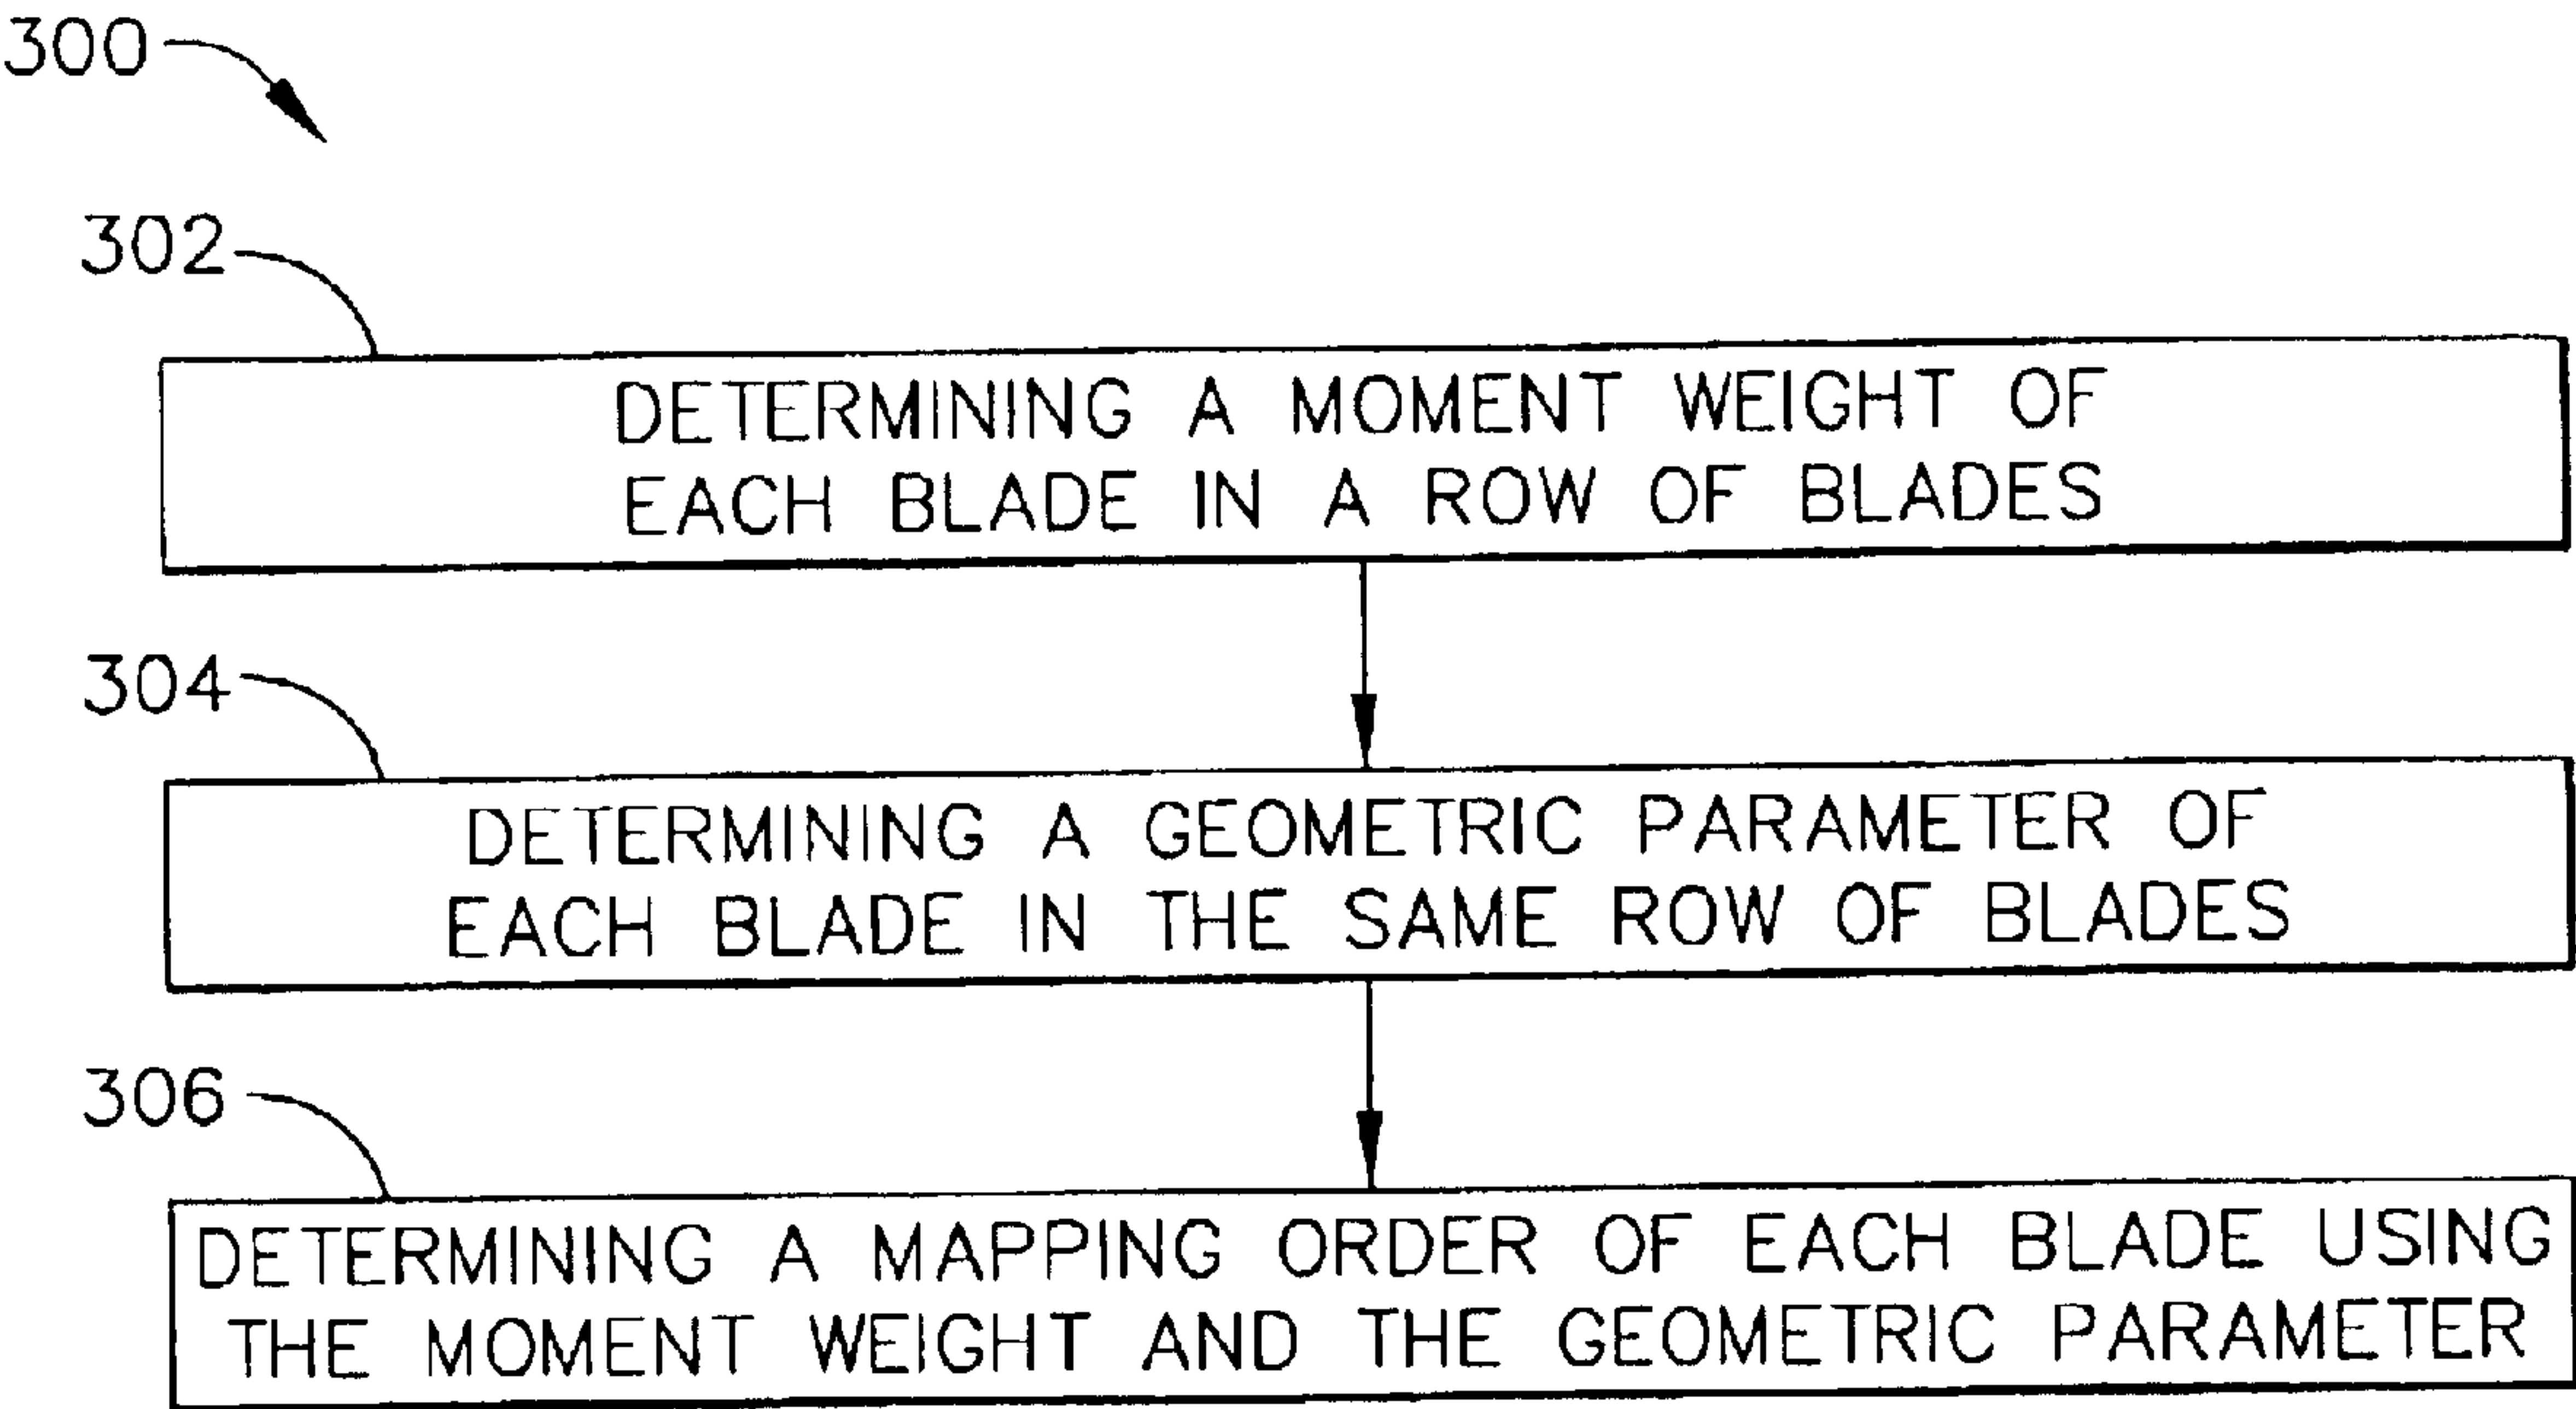 300
302
DETERMINING A MOMENT WEIGHT OF
EACH BLADE IN A ROW OF BLADES
304
DETERMINING A GEOMETRIC PARAMETER OF
EACH BLADE IN THE SAME ROW OF BLADES
306
DETERMINING A MAPPING ORDER OF EACH BLADE USING
THE MOMENT WEIGHT AND THE GEOMETRIC PARAMETER